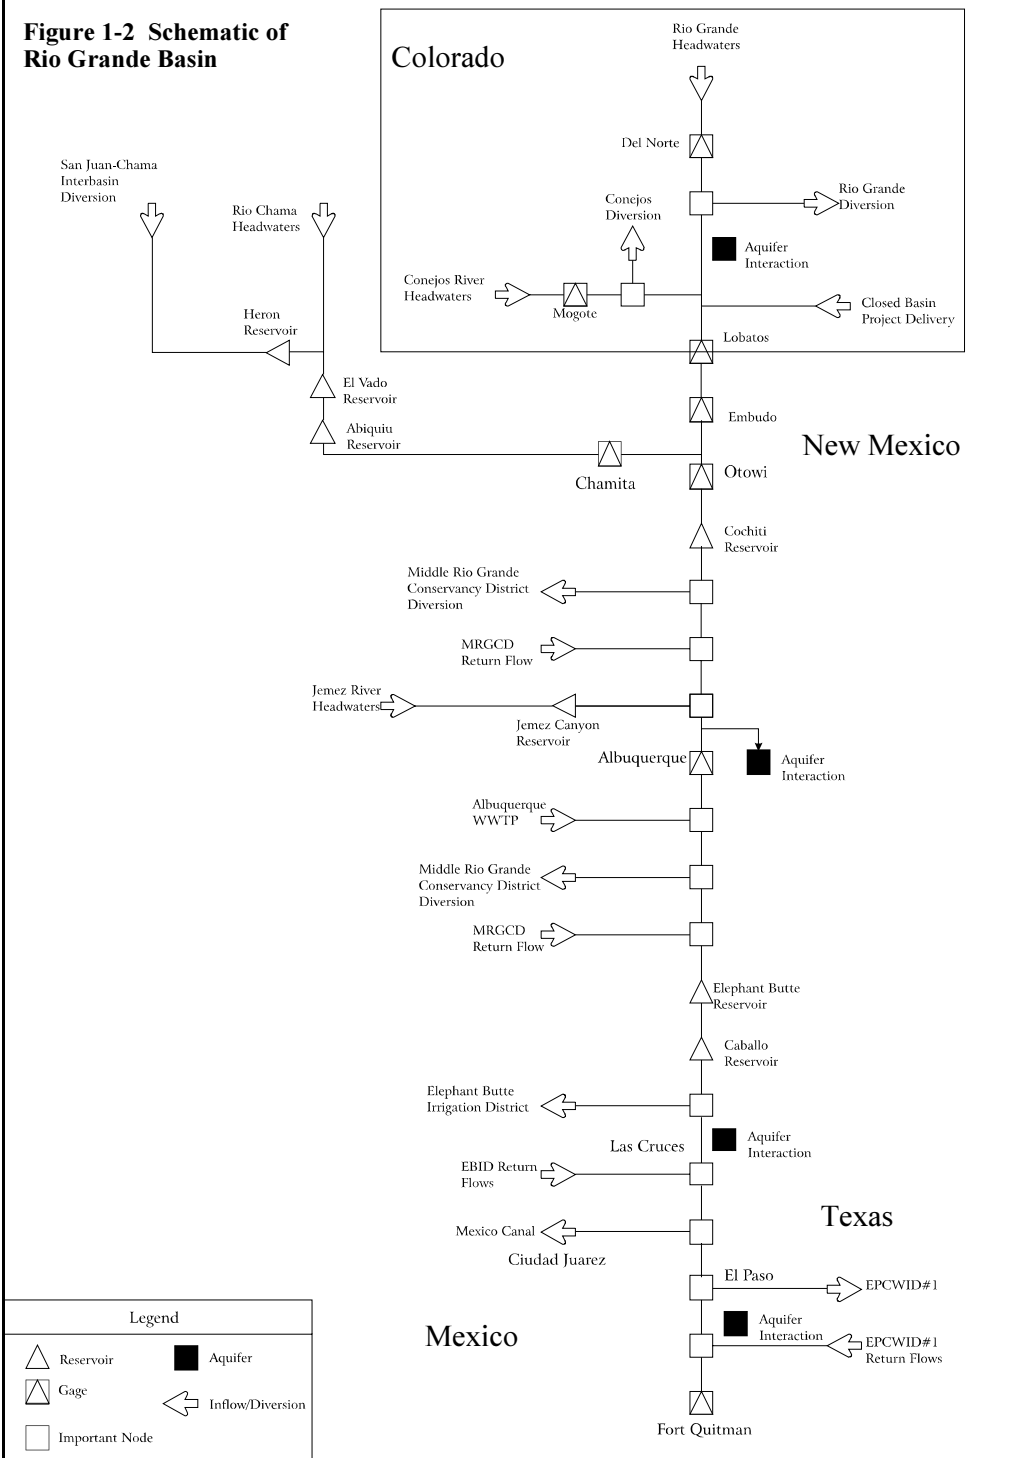 Figure 1-2  Schematic of
Rio Grande Basin
Colorado
Rio Grande
Headwaters
Del Norte
San Juan-Chama
Interbasin
Diversion
Rio Chama
Headwaters
Conejos
Diversion
Rio Grande
Diversion
Aquifer
Interaction
Conejos River
Headwaters
Mogote
Closed Basin
Project Delivery
Heron
Reservoir
Lobatos
El Vado
Reservoir
Embudo
Abiquiu
Reservoir
New Mexico
Chamita
Otowi
Cochiti
Reservoir
Middle Rio Grande
Conservancy District
Diversion
MRGCD
Return Flow
Jemez River
Headwaters
Jemez Canyon
Reservoir
Albuquerque
Aquifer
Interaction
Albuquerque
WWTP
Middle Rio Grande
Conservancy District
Diversion
MRGCD
Return Flow
Elephant Butte
Reservoir
Caballo
Reservoir
Elephant Butte
Irrigation District
Las Cruces
Aquifer
Interaction
EBID Return
Flows
Texas
Mexico Canal
Ciudad Juarez
El Paso
EPCWID#1
Mexico
Aquifer
Interaction
EPCWID#1
Return Flows
Fort Quitman
Legend
Reservoir
Aquifer
Gage
Inflow/Diversion
Important Node